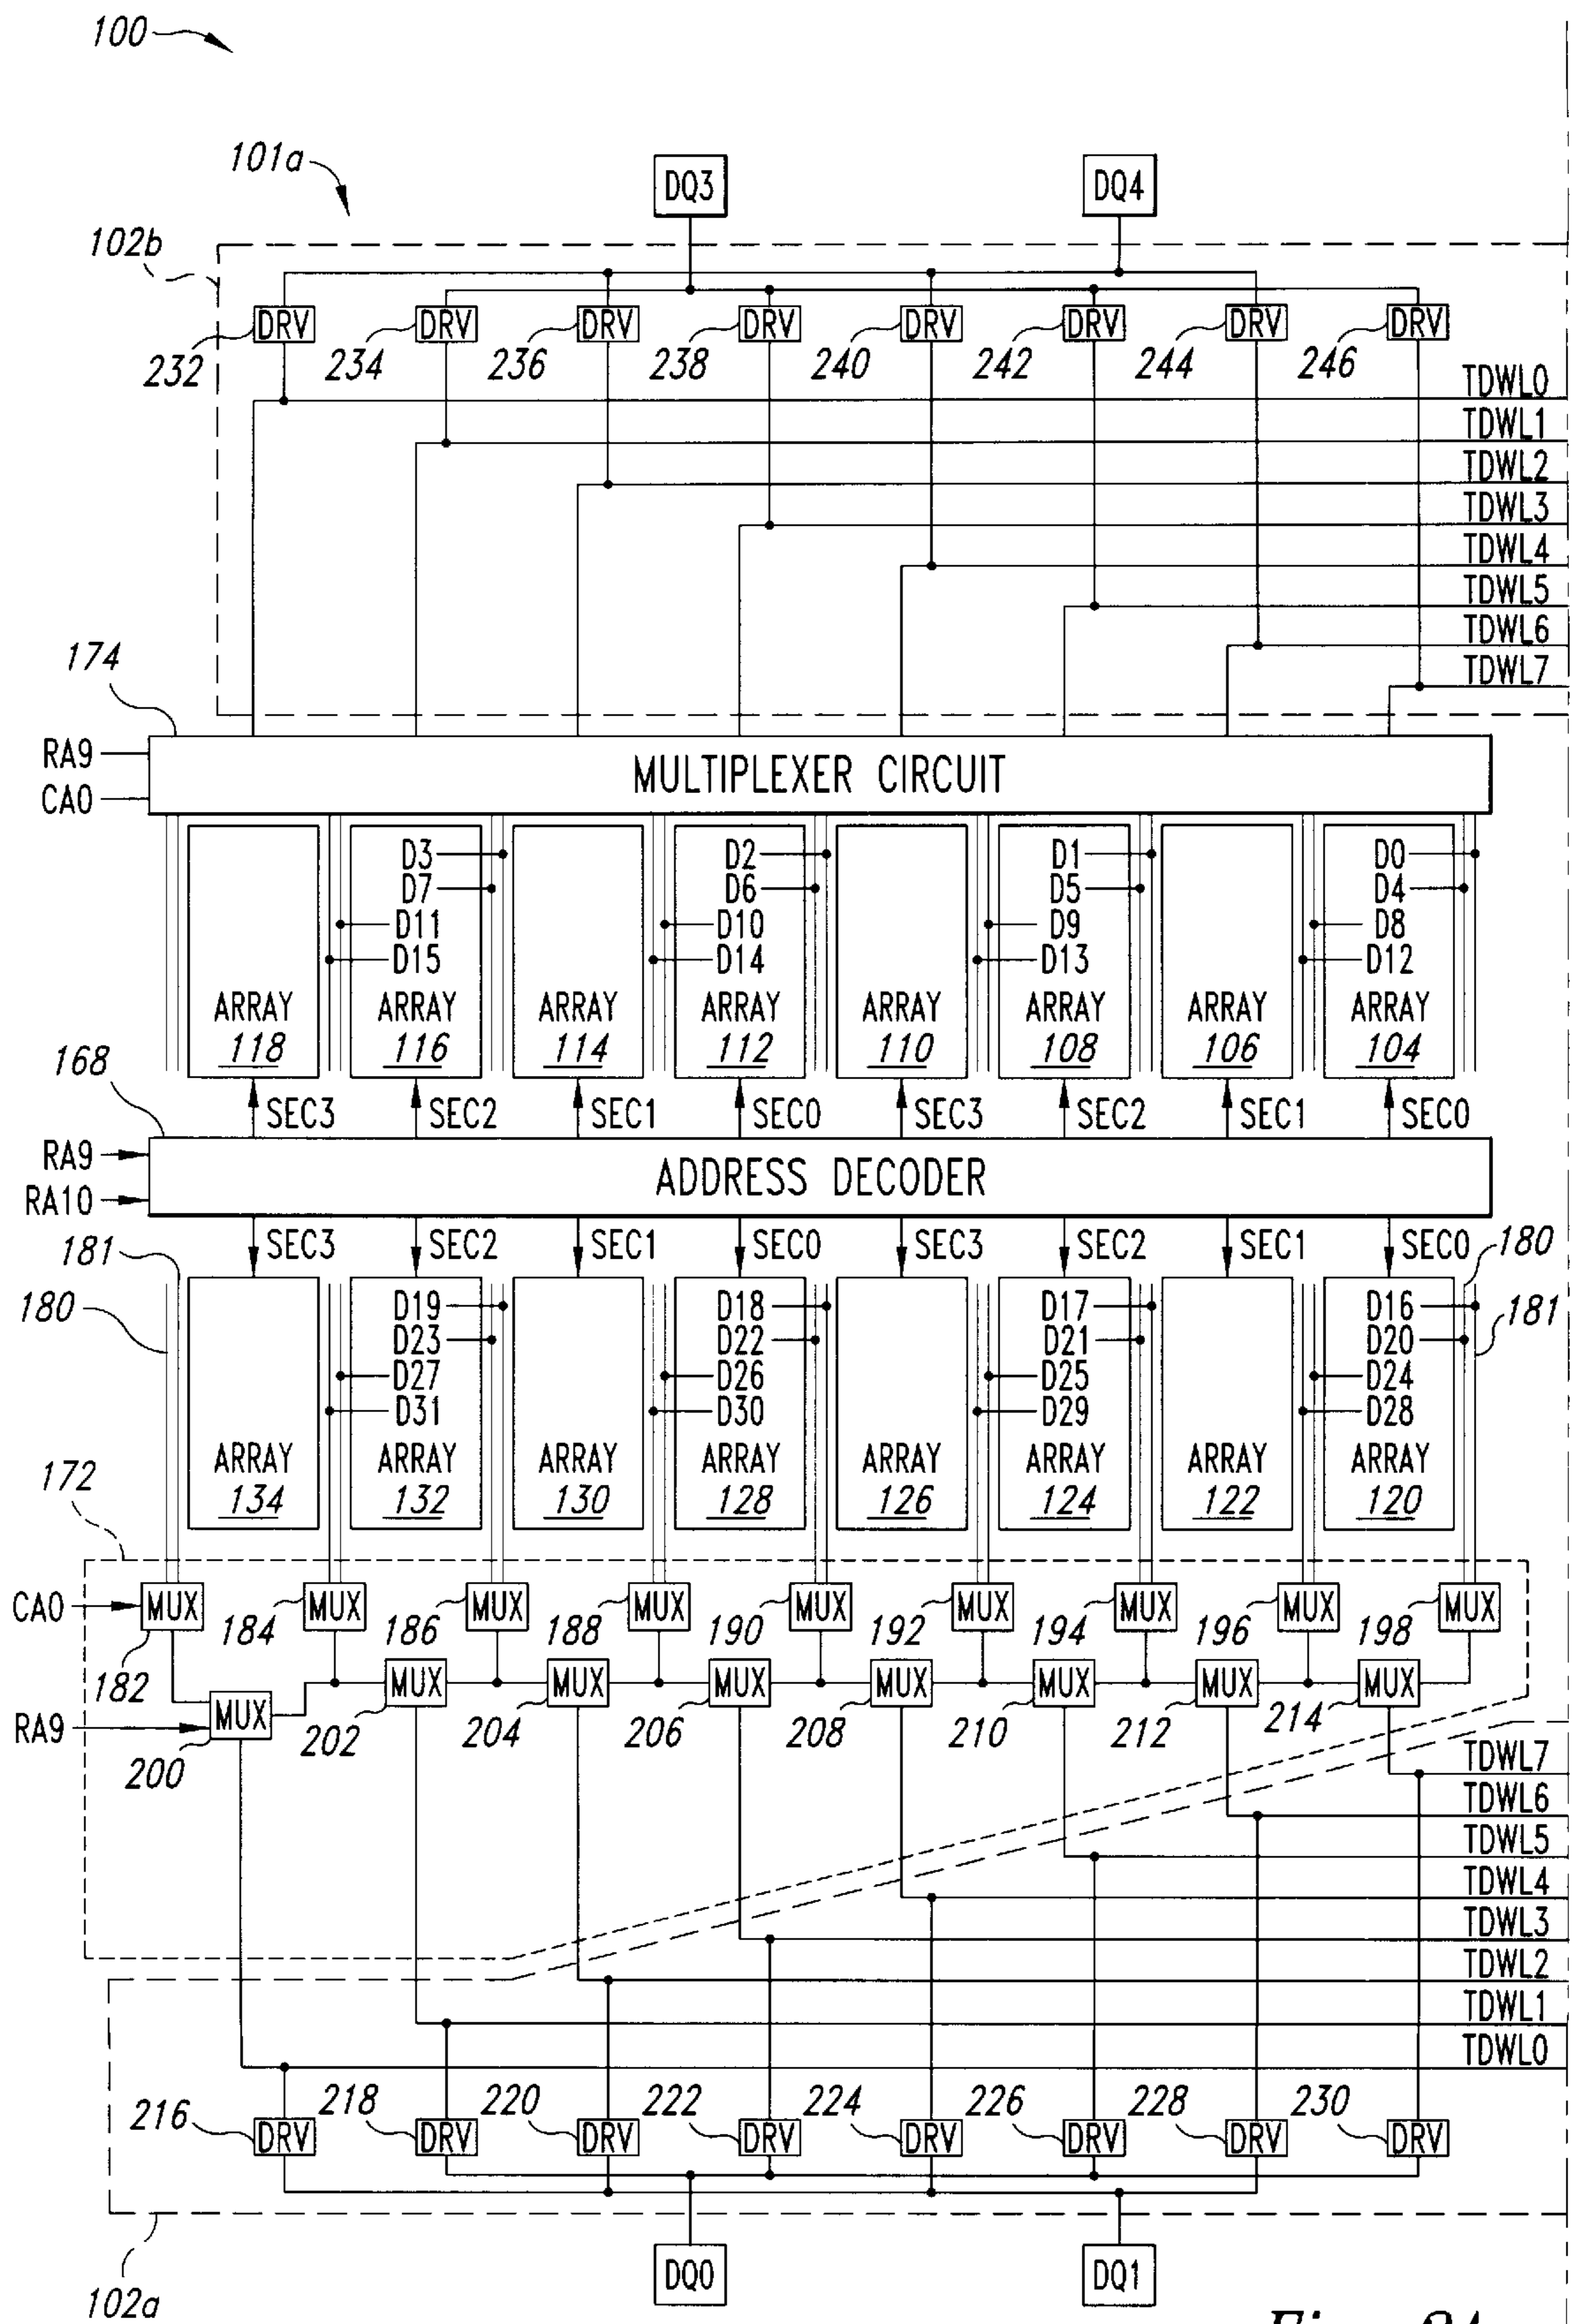 100
101a
DQ3 DQ4
102b
DRV DRV DRV DRV DRV DRV DRV DRV
232 234 236 238 240 242 244 246
TDWL0
TDWL1
TDWL2
TDWL3
TDWL4
TDWL5
TDWL6
TDWL7
174
RA9
CA0
MULTIPLEXER CIRCUIT
D3 D2 D1 D0
D7 D6 D5 D4
D11 D10 D9 D8
D15 D14 D13 D12
ARRAY ARRAY ARRAY ARRAY ARRAY ARRAY ARRAY ARRAY
118 116 114 112 110 108 106 104
168
SEC3 SEC2 SEC1 SEC0 SEC3 SEC2 SEC1 SEC0
RA9
RA10
ADDRESS DECODER
SEC3 SEC2 SEC1 SEC0 SEC3 SEC2 SEC1 SEC0
181 180
180 181
D19 D18 D17 D16
D23 D22 D21 D20
D27 D26 D25 D24
D31 D30 D29 D28
ARRAY ARRAY ARRAY ARRAY ARRAY ARRAY ARRAY ARRAY
134 132 130 128 126 124 122 120
172
CA0 MUX MUX MUX MUX MUX MUX MUX MUX MUX
182 184 186 188 190 192 194 196 198
RA9 MUX MUX MUX MUX MUX MUX MUX MUX
200 202 204 206 208 210 212 214
TDWL7
TDWL6
TDWL5
TDWL4
TDWL3
TDWL2
TDWL1
TDWL0
216 218 220 222 224 226 228 230
DRV DRV DRV DRV DRV DRV DRV DRV
DQ0 DQ1
102a